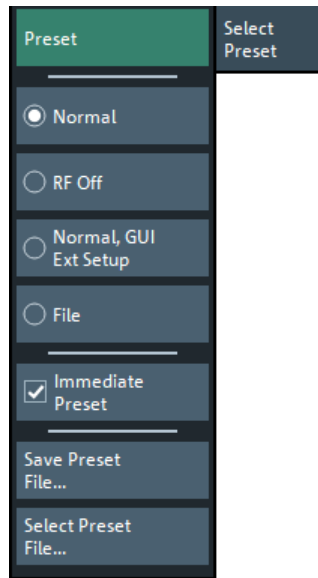 Preset
Select
Preset
Normal
RF Off
Normal, GUI
Ext Setup
File
Immediate
Preset
Save Preset
File...
Select Preset
File...